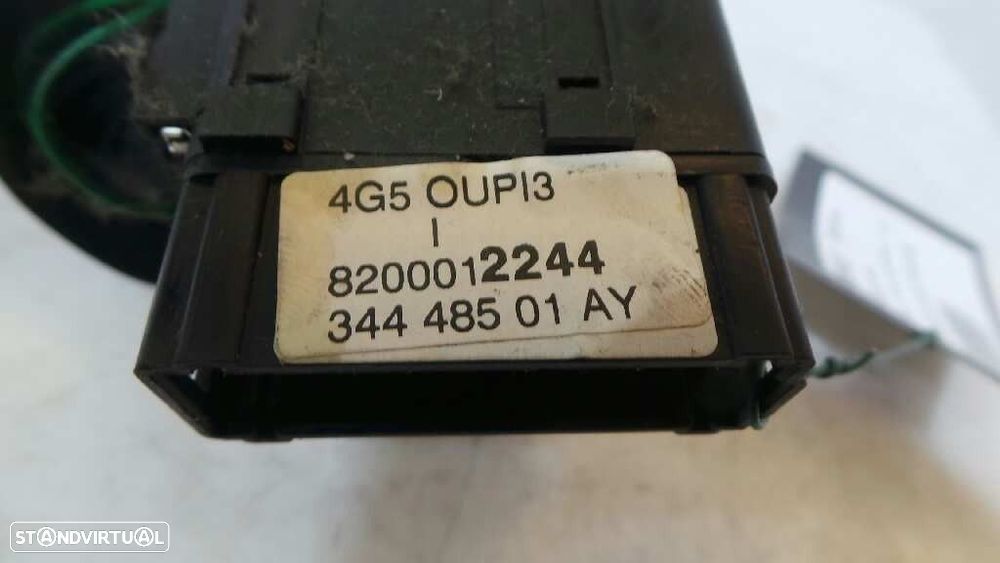 4G5 OUPI3
I
8200012244
344 485 01 AY
STANDVIRTUAL